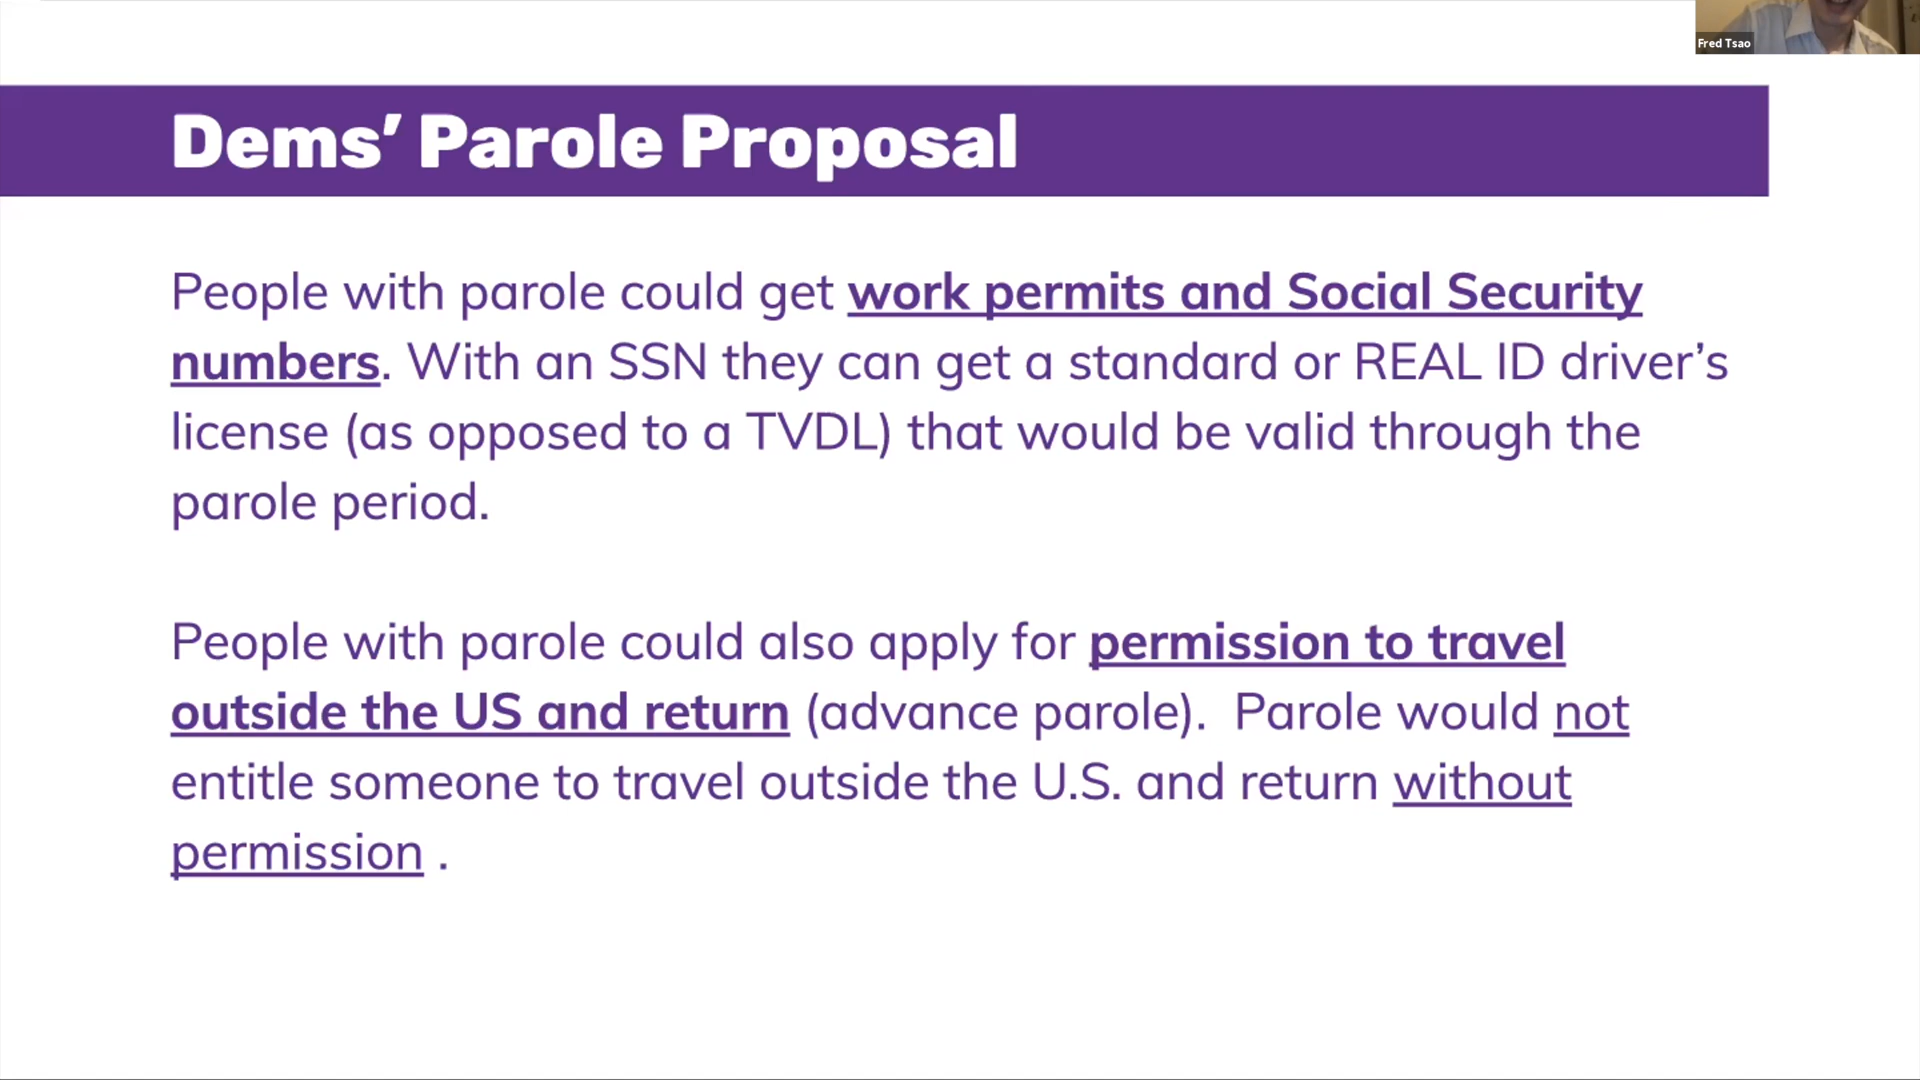 Fred Tsao
Dems’ Parole Proposal
People with parole could get work permits and Social Security
numbers. With an SSN they can get a standard or REAL ID driver’s
license (as opposed to a TVDL) that would be valid through the
parole period.
People with parole could also apply for permission to travel
outside the US and return (advance parole).  Parole would not
entitle someone to travel outside the U.S. and return without
permission .